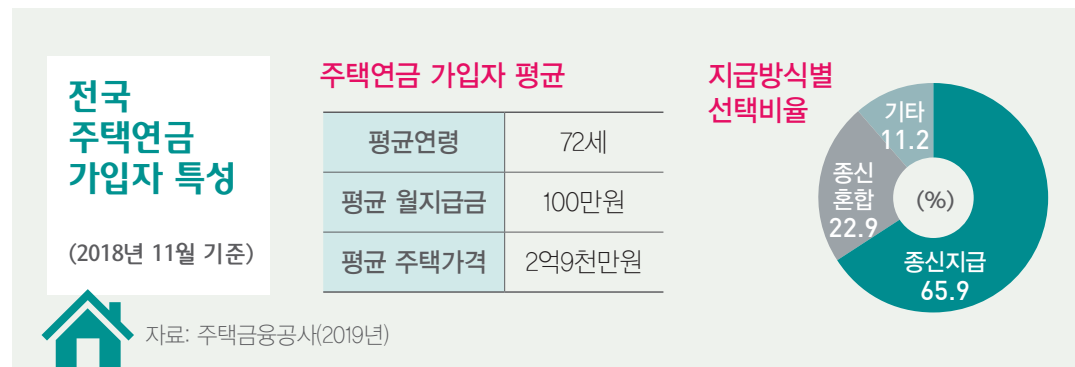 전국
주택연금
가입자 특성
(2018년 11월 기준)
주택연금 가입자 평균
평균연령 72세
평균 월지급금 100만원
평균 주택가격 2억9천만원
지급방식별
선택비율
기타
11.2
종신
혼합
22.9
(%)
종신지급
65.9
자료: 주택금융공사(2019년)